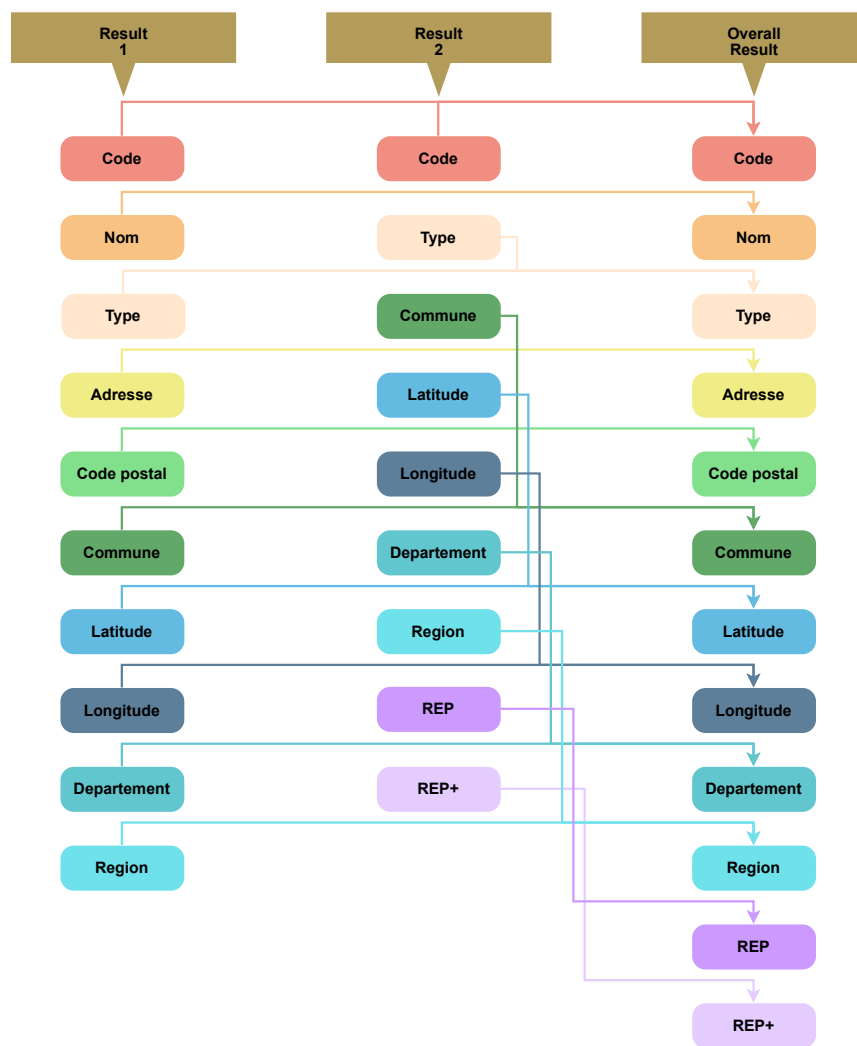 Result
1
Result
2
Overall
Result
Code
Code
Code
Nom
Type
Nom
Type
Commune
Type
Adresse
Latitude
Adresse
Code postal
Longitude
Code postal
Commune
Departement
Commune
Latitude
Region
Latitude
Longitude
REP
Longitude
Departement
REP+
Departement
Region
Region
REP
REP+